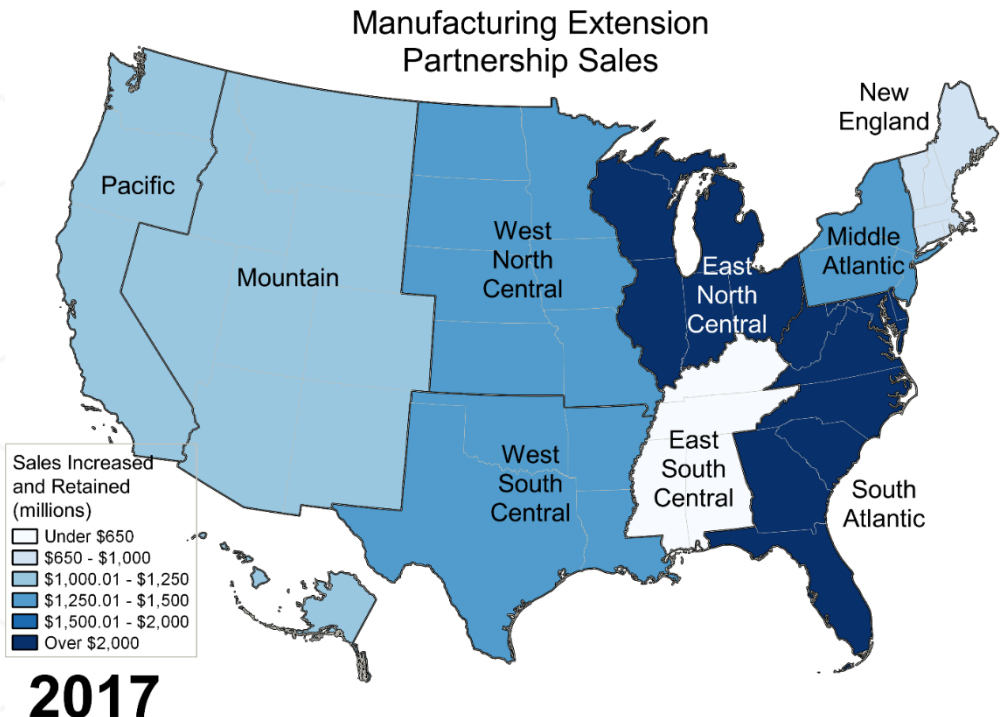 Manufacturing Extension
Partnership Sales
New
England
Pacific
Mountain
West
North
Central
East
North
Central
Middle
Atlantic
West
South
Central
East
South
Central
South
Atlantic
Sales Increased
and Retained
(millions)
Under $650
$650 - $1,000
$1,000.01 - $1,250
$1,250.01 - $1,500
$1,500.01 - $2,000
Over $2,000
2017